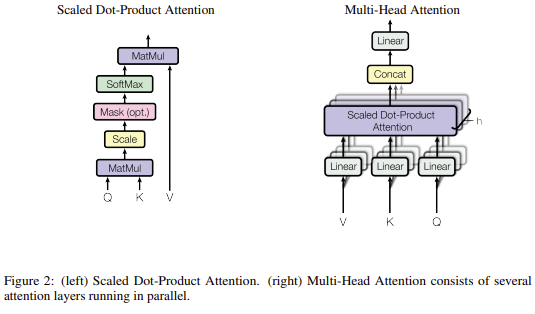 Scaled Dot-Product Attention
MatMul
SoftMax
Mask (opt.)
Scale
MatMul
Q K V
Multi-Head Attention
Linear
Concat
Scaled Dot-Product
Attention
h
Linear Linear Linear
V K Q
Figure 2: (left) Scaled Dot-Product Attention. (right) Multi-Head Attention consists of several
attention layers running in parallel.